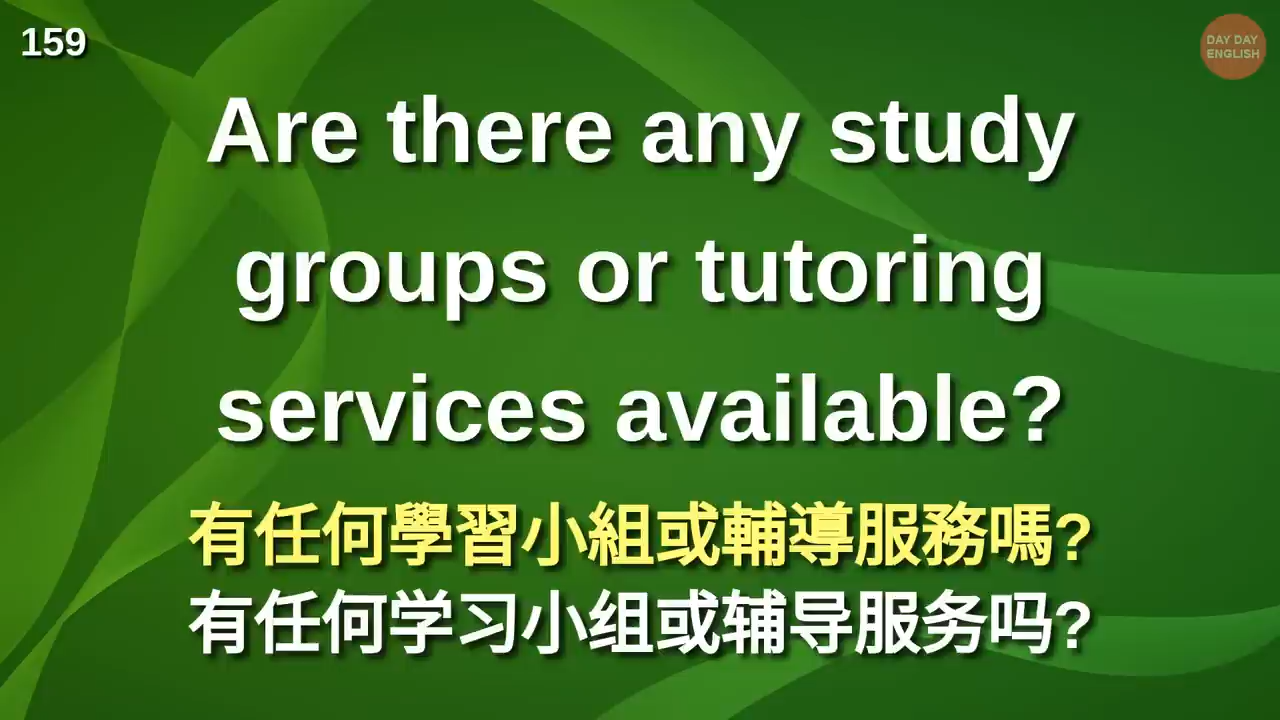 159
DAY DAY
ENGLISH
Are there any study
groups or tutoring
services available?
有任何學習小組或輔導服務嗎?
有任何学习小组或辅导服务吗?